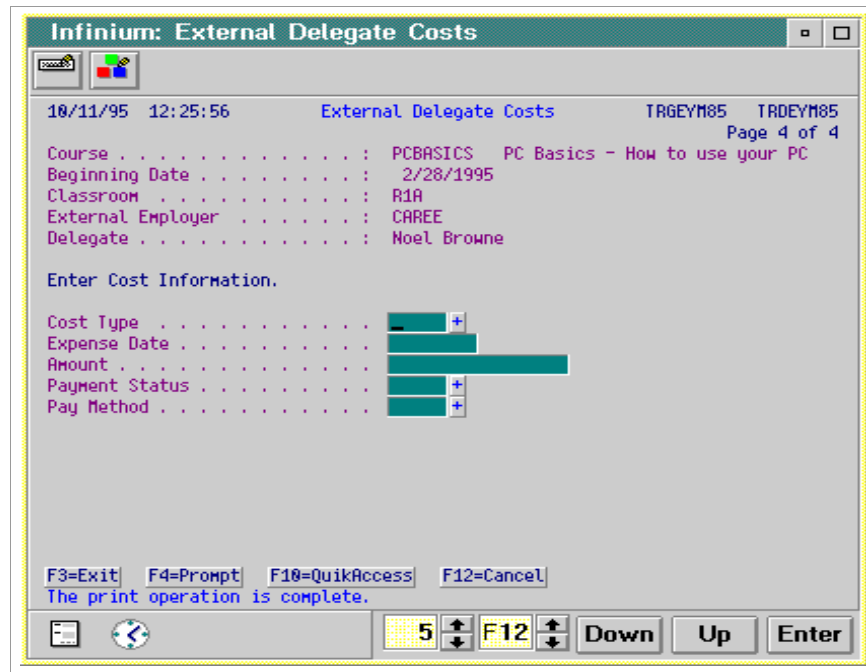 Infinium: External Delegate Costs
10/11/95 12:25:56 External Delegate Costs TRGEYM85 TRDEYM85
Page 4 of 4
Course . . . . . . . . . . . . : PCBASICS PC Basics - How to use your PC
Beginning Date . . . . . . . . : 2/28/1995
Classroom . . . . . . . . . . : R1A
External Employer . . . . . . : CAREE
Delegate . . . . . . . . . . . : Noel Browne
Enter Cost Information.
Cost Type . . . . . . . . . . . +
Expense Date . . . . . . . . . .
Amount . . . . . . . . . . . . .
Payment Status . . . . . . . . . +
Pay Method . . . . . . . . . . . +
F3=Exit F4=Prompt F10=QuikAccess F12=Cancel
The print operation is complete.
5 F12 Down Up Enter